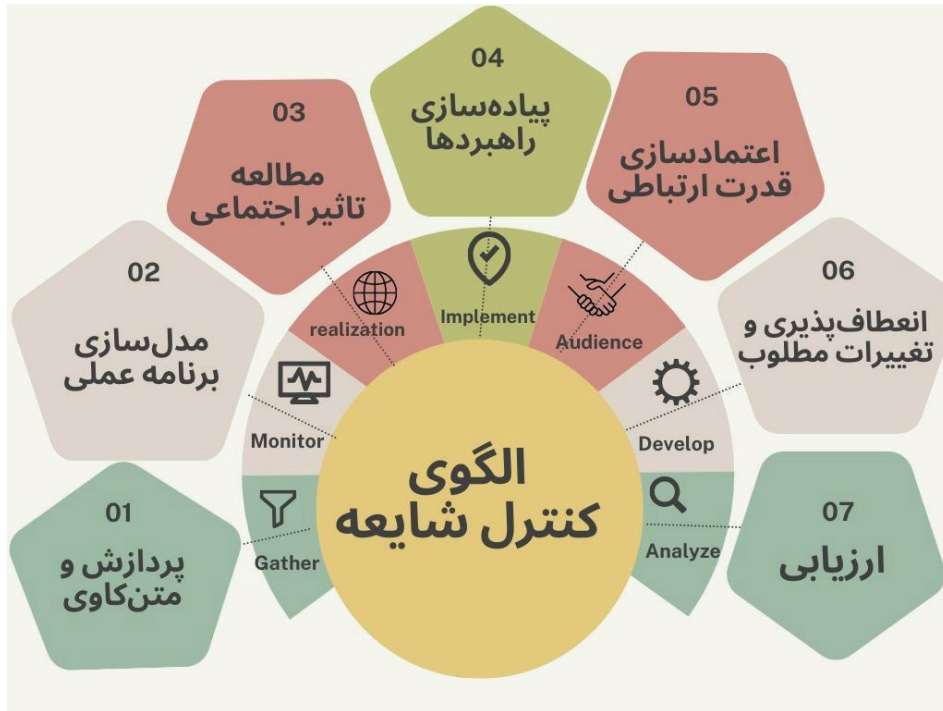 01
پردازش و
متن‌کاوی
02
مدل‌سازی
برنامه عملی
03
مطالعه
تاثیر اجتماعی
04
پیاده‌سازی
راهبردها
05
اعتمادسازی
قدرت ارتباطی
06
انعطاف‌پذیری و
تغییرات مطلوب
07
ارزیابی
Gather
Monitor
realization
Implement
Audience
Develop
Analyze
الگوی
کنترل شایعه